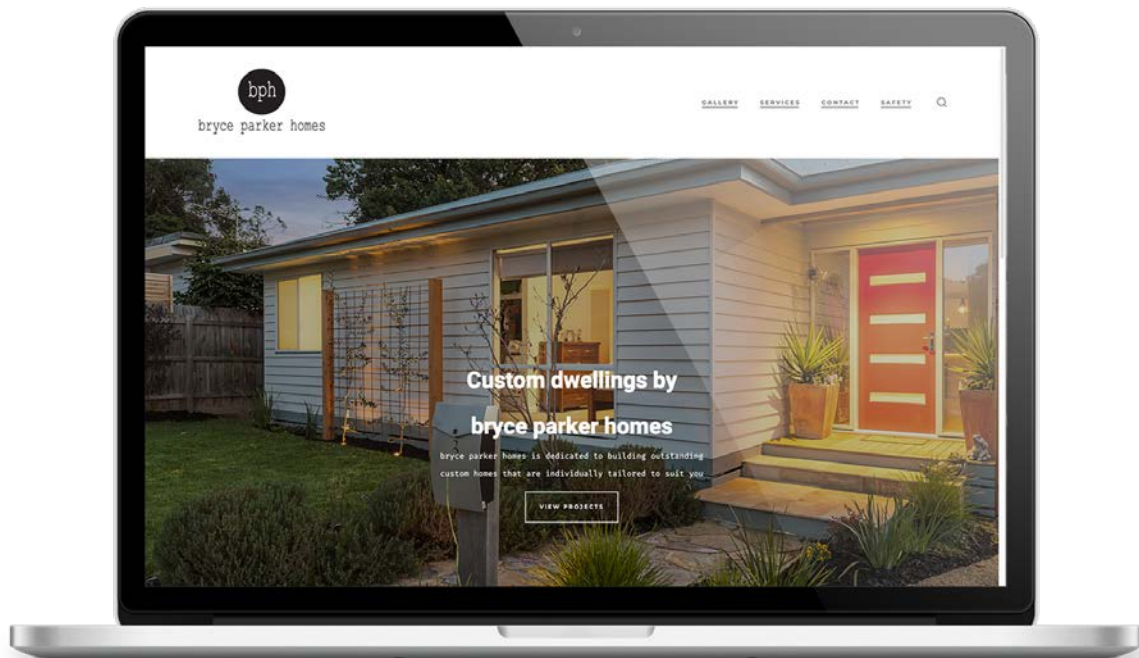 bph
bryce parker homes
GALLERY SERVICES CONTACT SAFETY
Custom dwellings by
bryce parker homes
bryce parker homes is dedicated to building outstanding
custom homes that are individually tailored to suit you
VIEW PROJECTS